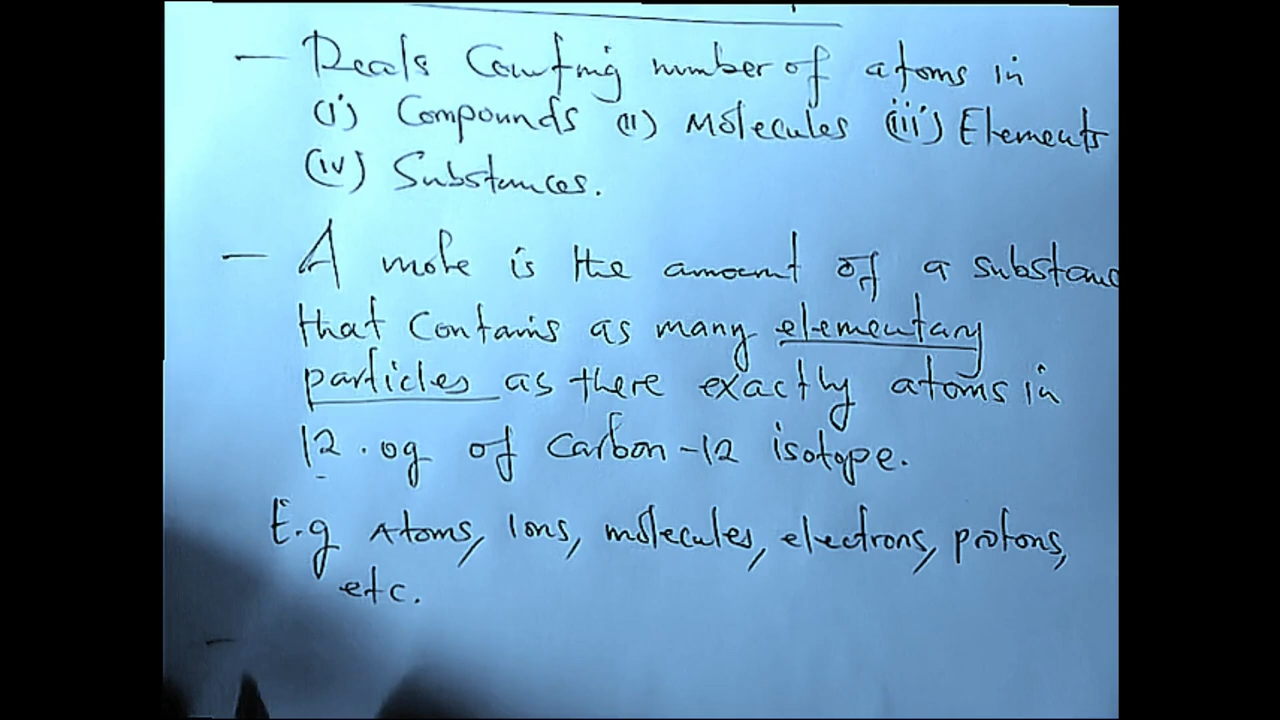 — Deals Counting number of atoms in
(i) Compounds (ii) Molecules (iii) Elements
(iv) Substances.
— A mole is the amount of a substanc
that Contains as many elementary
particles as there exactly atoms in
12.0g of Carbon-12 isotope.
E.g Atoms, Ions, molecules, electrons, protons,
etc.